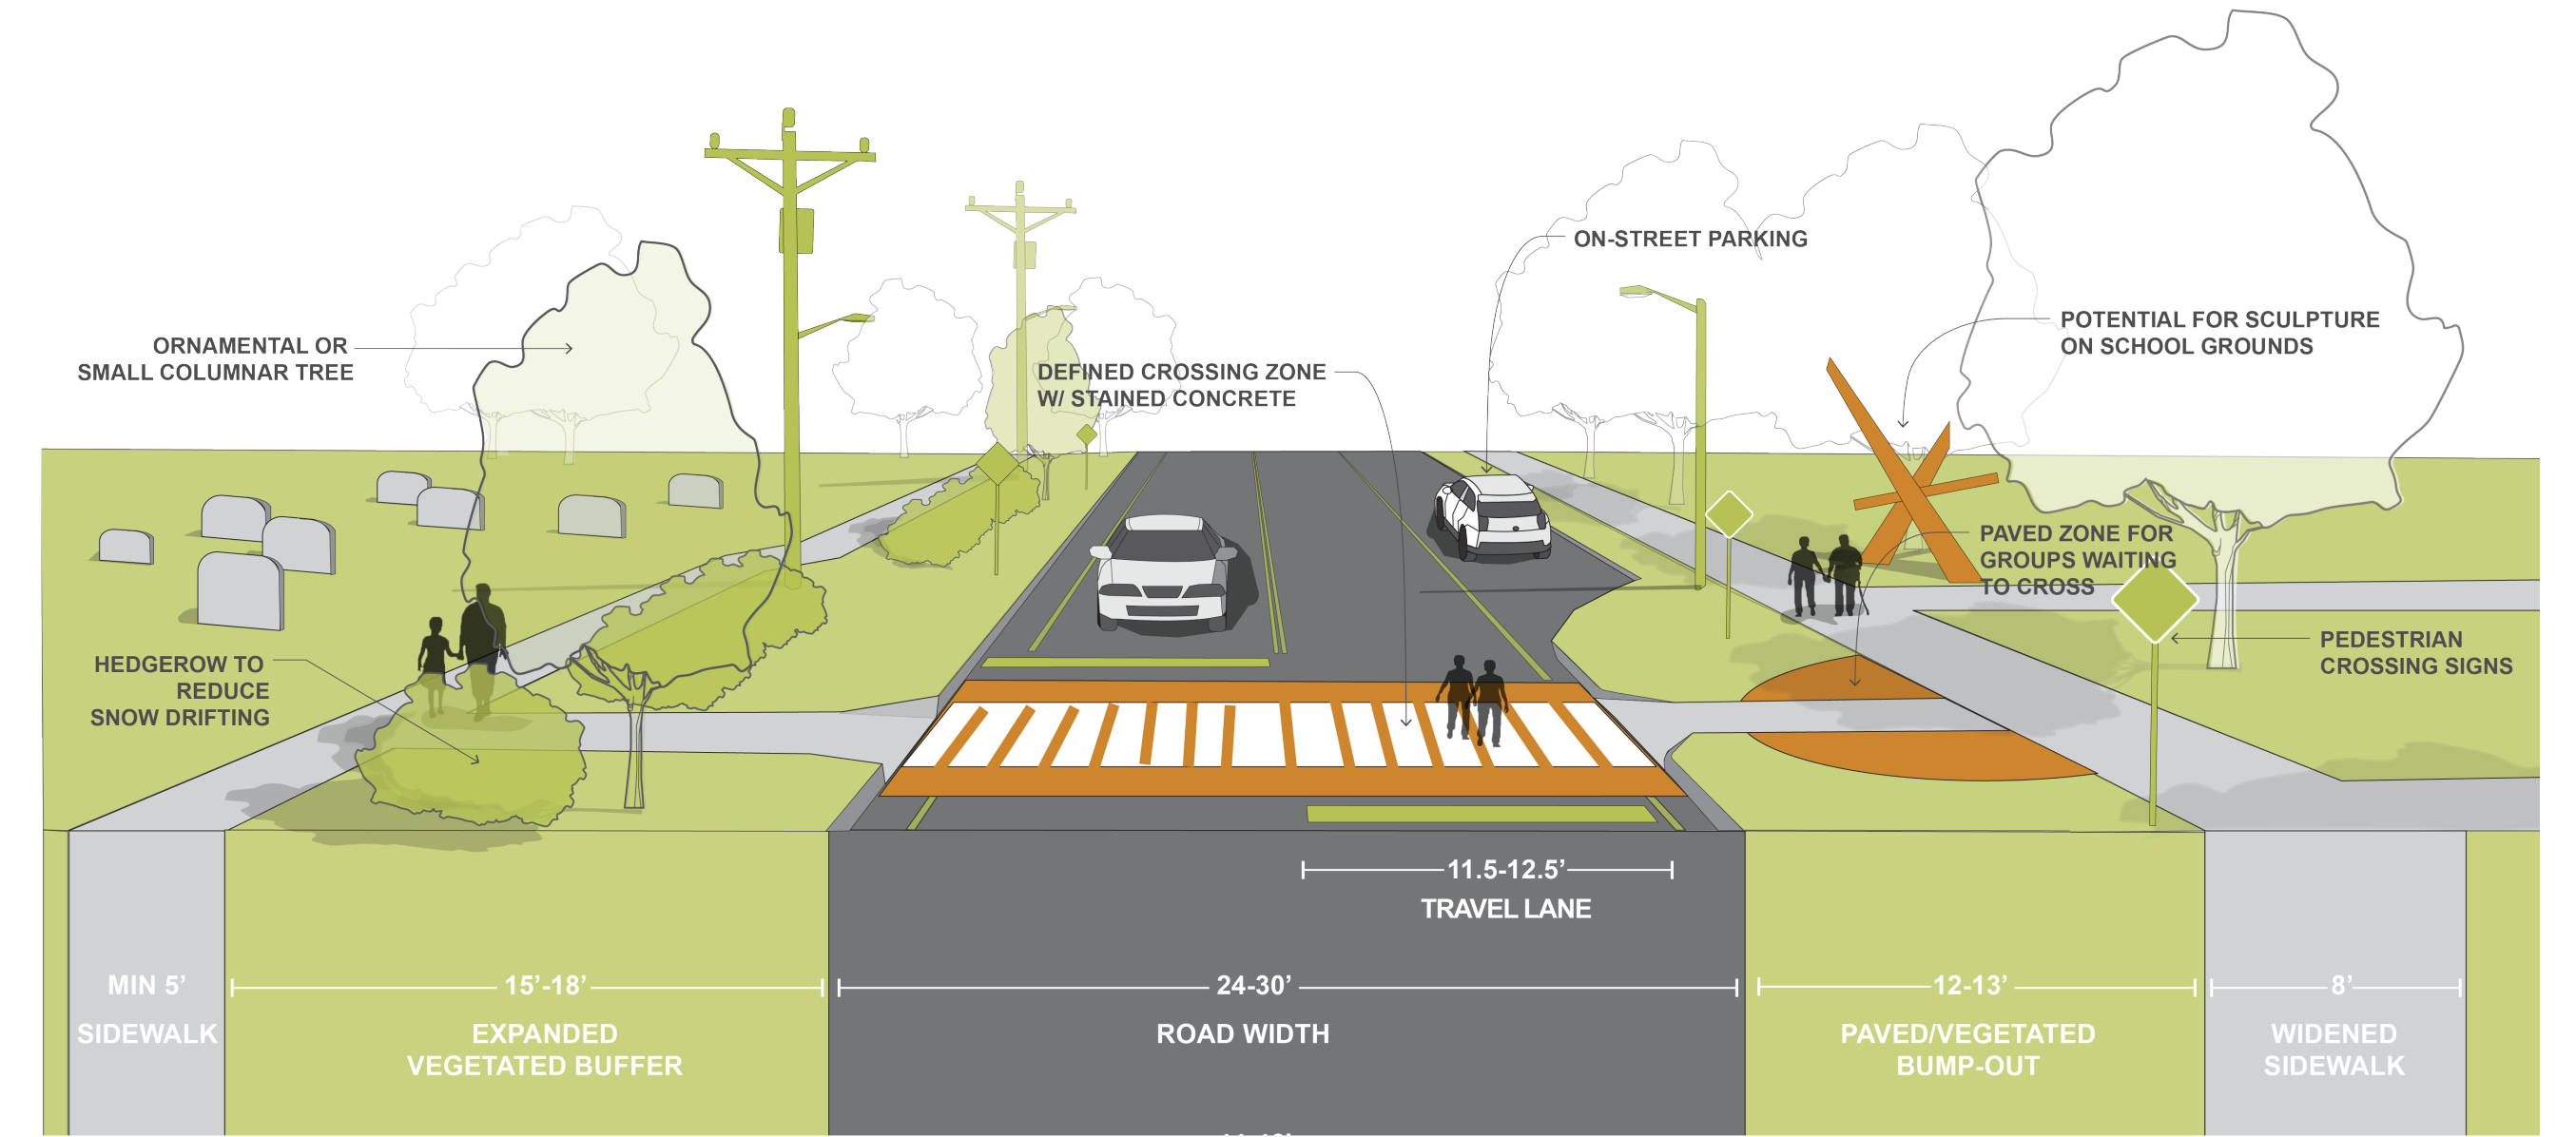 ON-STREET PARKING
POTENTIAL FOR SCULPTURE
ON SCHOOL GROUNDS
ORNAMENTAL OR
SMALL COLUMNAR TREE
DEFINED CROSSING ZONE
W/ STAINED CONCRETE
PAVED ZONE FOR
GROUPS WAITING
TO CROSS
PEDESTRIAN
CROSSING SIGNS
HEDGEROW TO
REDUCE
SNOW DRIFTING
11.5-12.5’
TRAVEL LANE
MIN 5’
SIDEWALK
15’-18’
EXPANDED
VEGETATED BUFFER
24-30’
ROAD WIDTH
12-13’
PAVED/VEGETATED
BUMP-OUT
8’
WIDENED
SIDEWALK